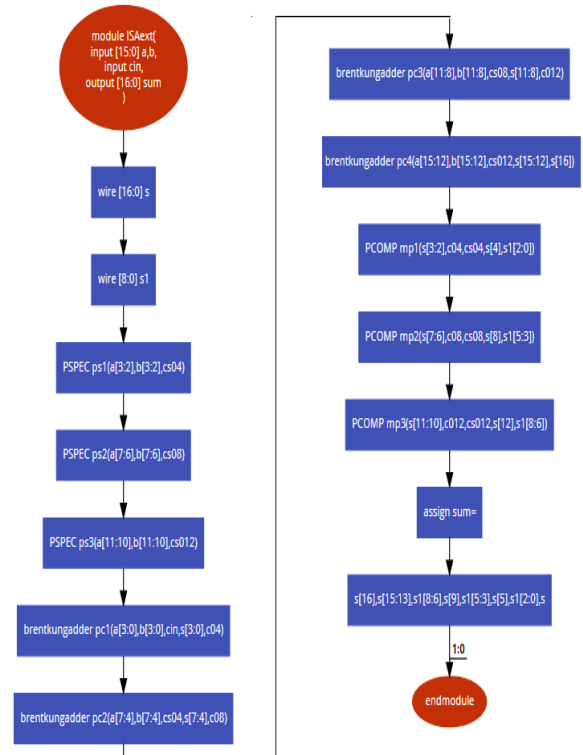 module ISAext(
input [15:0] a,b,
input cin,
output [16:0] sum
)
wire [16:0] s
wire [8:0] s1
PSPEC ps1(a[3:2],b[3:2],cs04)
PSPEC ps2(a[7:6],b[7:6],cs08)
PSPEC ps3(a[11:10],b[11:10],cs012)
brentkungadder pc1(a[3:0],b[3:0],cin,s[3:0],c04)
brentkungadder pc2(a[7:4],b[7:4],cs04,s[7:4],c08)
brentkungadder pc3(a[11:8],b[11:8],cs08,s[11:8],c012)
brentkungadder pc4(a[15:12],b[15:12],cs012,s[15:12],s[16])
PCOMP mp1(s[3:2],c04,cs04,s[4],s1[2:0])
PCOMP mp2(s[7:6],c08,cs08,s[8],s1[5:3])
PCOMP mp3(s[11:10],c012,cs012,s[12],s1[8:6])
assign sum=
s[16],s[15:13],s1[8:6],s[9],s1[5:3],s[5],s1[2:0],s
1:0
endmodule